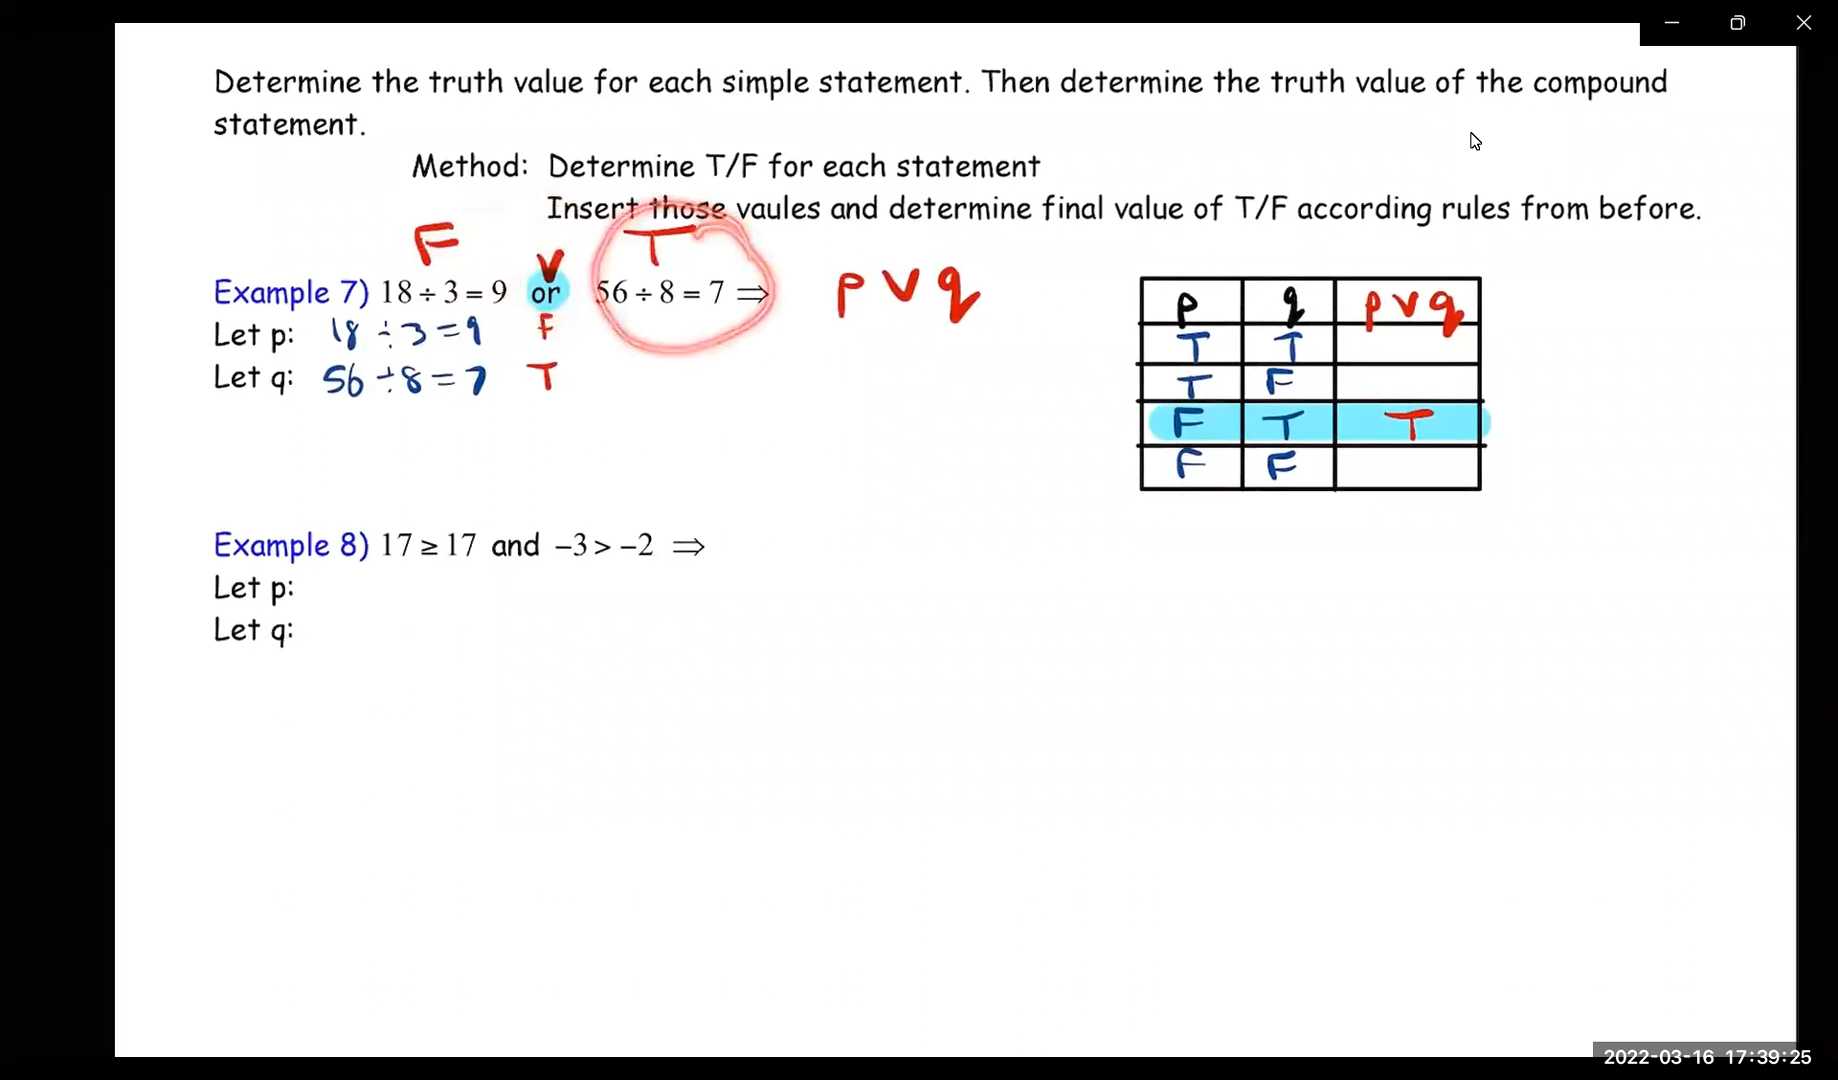 Determine the truth value for each simple statement. Then determine the truth value of the compound
statement.
Method: Determine T/F for each statement
Insert those vaules and determine final value of T/F according rules from before.
F v T
Example 7) 18 ÷ 3 = 9 or 56 ÷ 8 = 7 ⇒ p v q
Let p: 18 ÷ 3 = 9 F
Let q: 56 ÷ 8 = 7 T
p q p v q
T T
T F
F T T
F F
Example 8) 17 ≥ 17 and −3 > −2 ⇒
Let p:
Let q:
2022-03-16 17:39:25